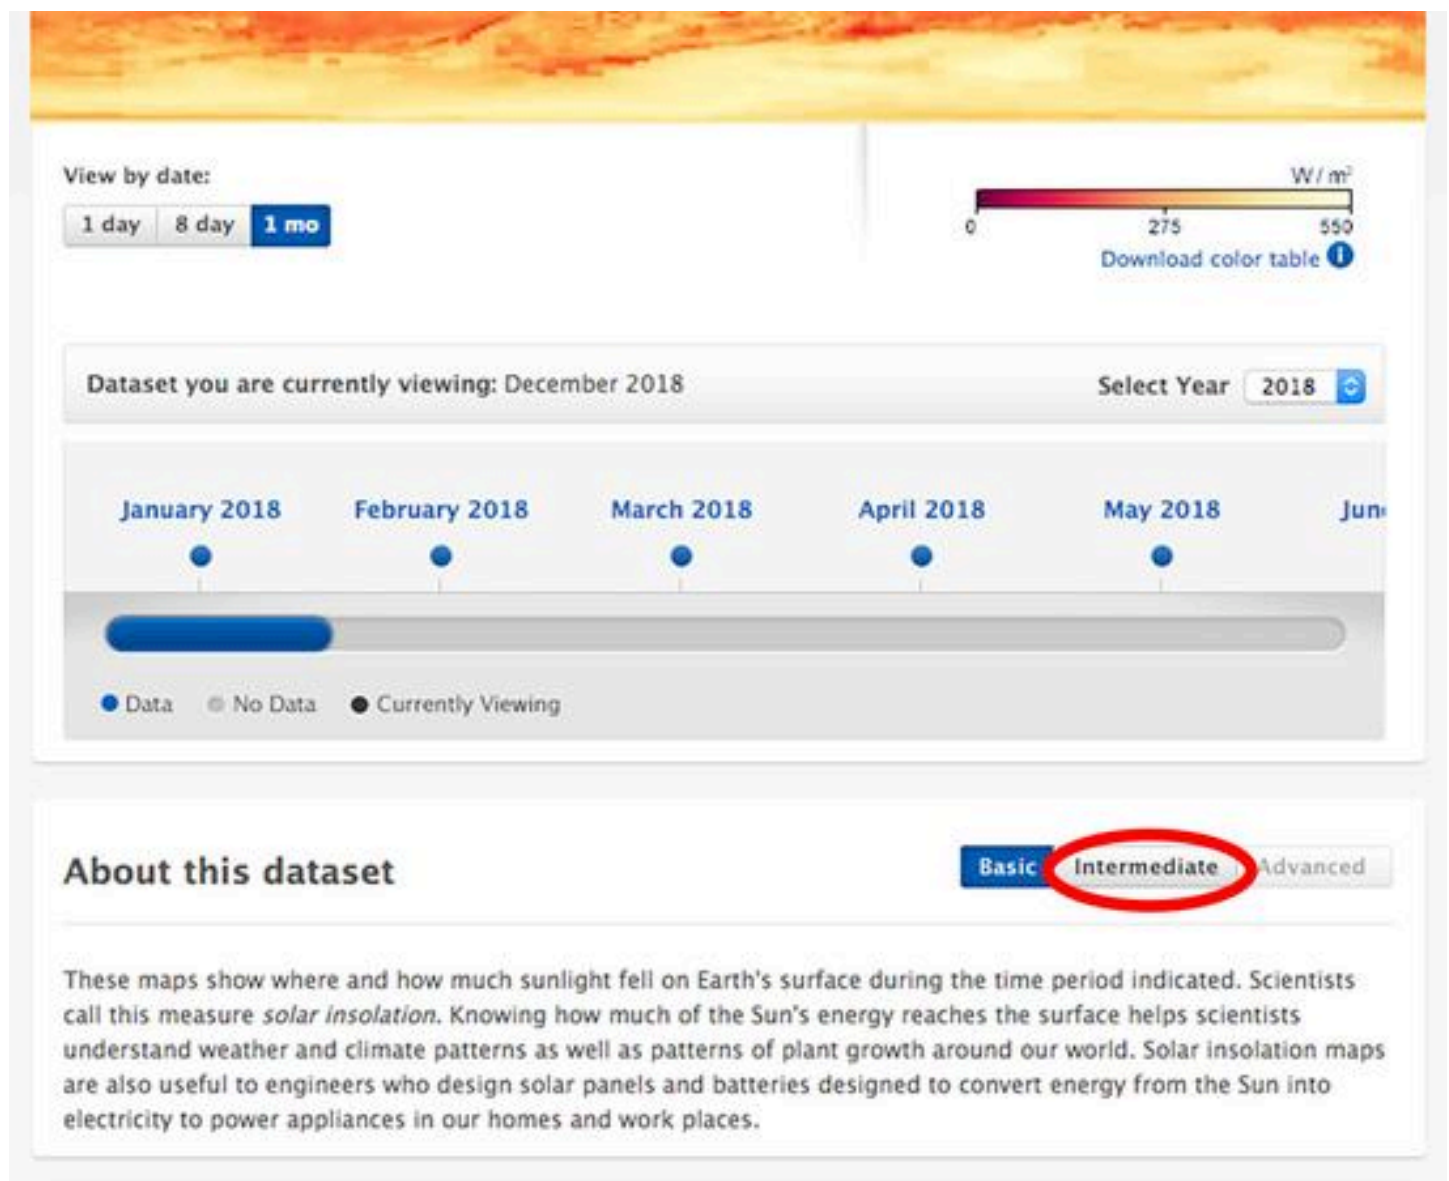 View by date:
1 day 8 day 1 mo
W / m²
0 275 550
Download color table i
Dataset you are currently viewing: December 2018
Select Year 2018
January 2018 February 2018 March 2018 April 2018 May 2018 Jun
Data No Data Currently Viewing
About this dataset
Basic Intermediate Advanced
These maps show where and how much sunlight fell on Earth's surface during the time period indicated. Scientists
call this measure solar insolation. Knowing how much of the Sun's energy reaches the surface helps scientists
understand weather and climate patterns as well as patterns of plant growth around our world. Solar insolation maps
are also useful to engineers who design solar panels and batteries designed to convert energy from the Sun into
electricity to power appliances in our homes and work places.